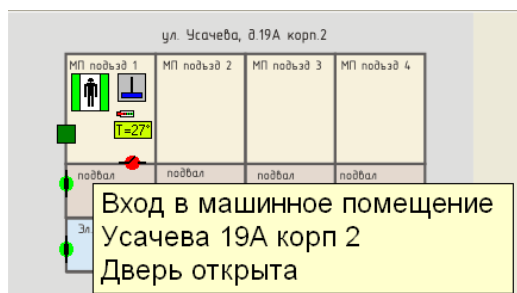 ул. Усачева, д.19А корп.2
МП подъезд 1 МП подъезд 2 МП подъезд 3 МП подъезд 4
Т=27°
подвал подвал подвал подвал
Эл.
Вход в машинное помещение
Усачева 19А корп 2
Дверь открыта